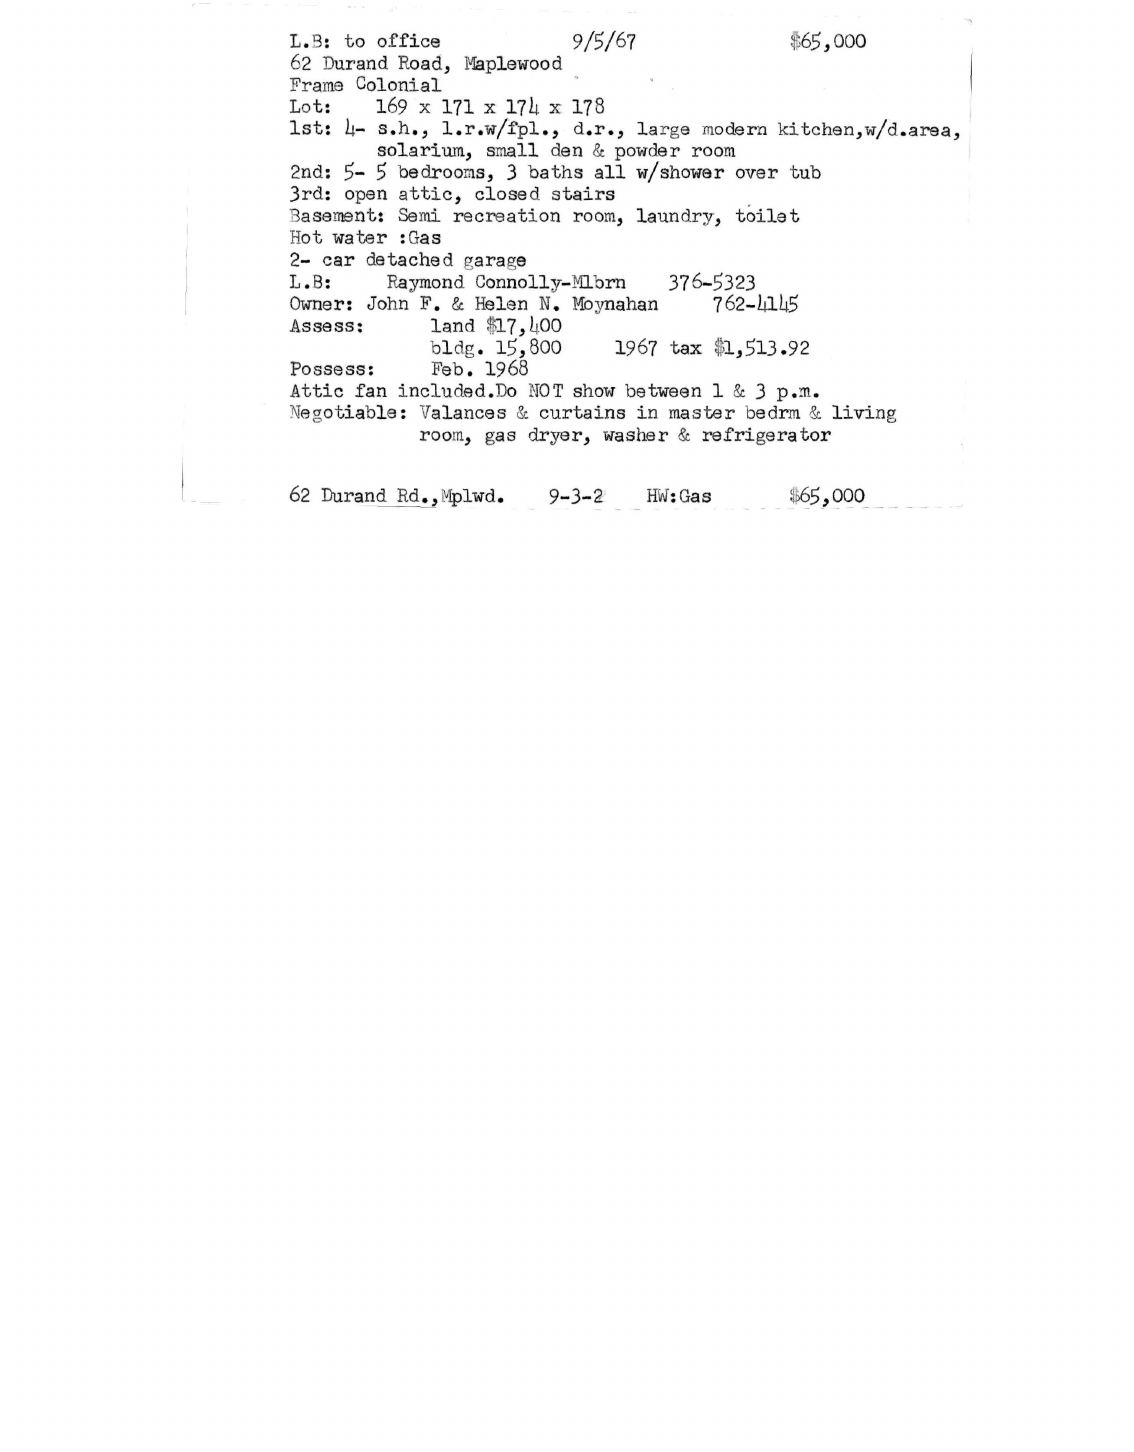 L.B: to office 9/5/67 $65,000
62 Durand Road, Maplewood
Frame Colonial
Lot: 169 x 171 x 174 x 178
1st: 4- s.h., l.r.w/fpl., d.r., large modern kitchen,w/d.area,
solarium, small den & powder room
2nd: 5- 5 bedrooms, 3 baths all w/shower over tub
3rd: open attic, closed stairs
Basement: Semi recreation room, laundry, toilet
Hot water :Gas
2- car detached garage
L.B: Raymond Connolly-Mlbrn 376-5323
Owner: John F. & Helen N. Moynahan 762-4145
Assess: land $17,400
bldg. 15,800 1967 tax $1,513.92
Possess: Feb. 1968
Attic fan included.Do NOT show between 1 & 3 p.m.
Negotiable: Valances & curtains in master bedrm & living
room, gas dryer, washer & refrigerator
62 Durand Rd.,Mplwd. 9-3-2 HW:Gas $65,000